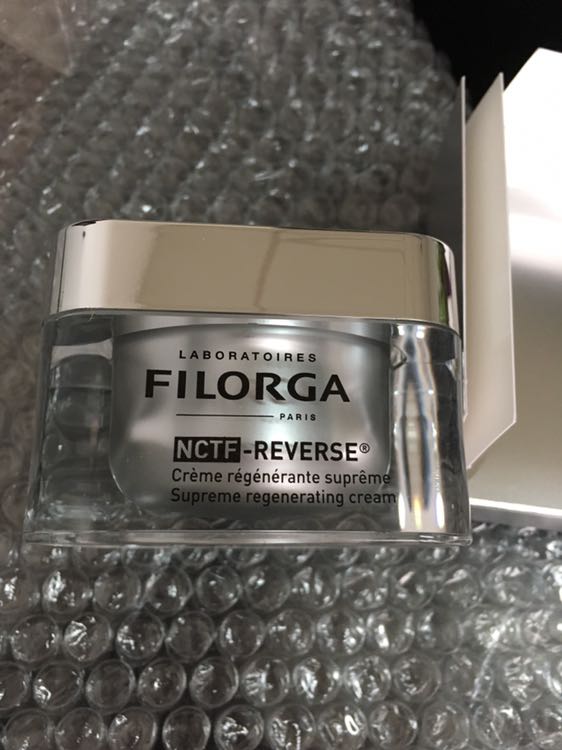 LABORATOIRES
FILORGA
PARIS
NCTF-REVERSE®
Crème régénérante suprême
Supreme regenerating cream